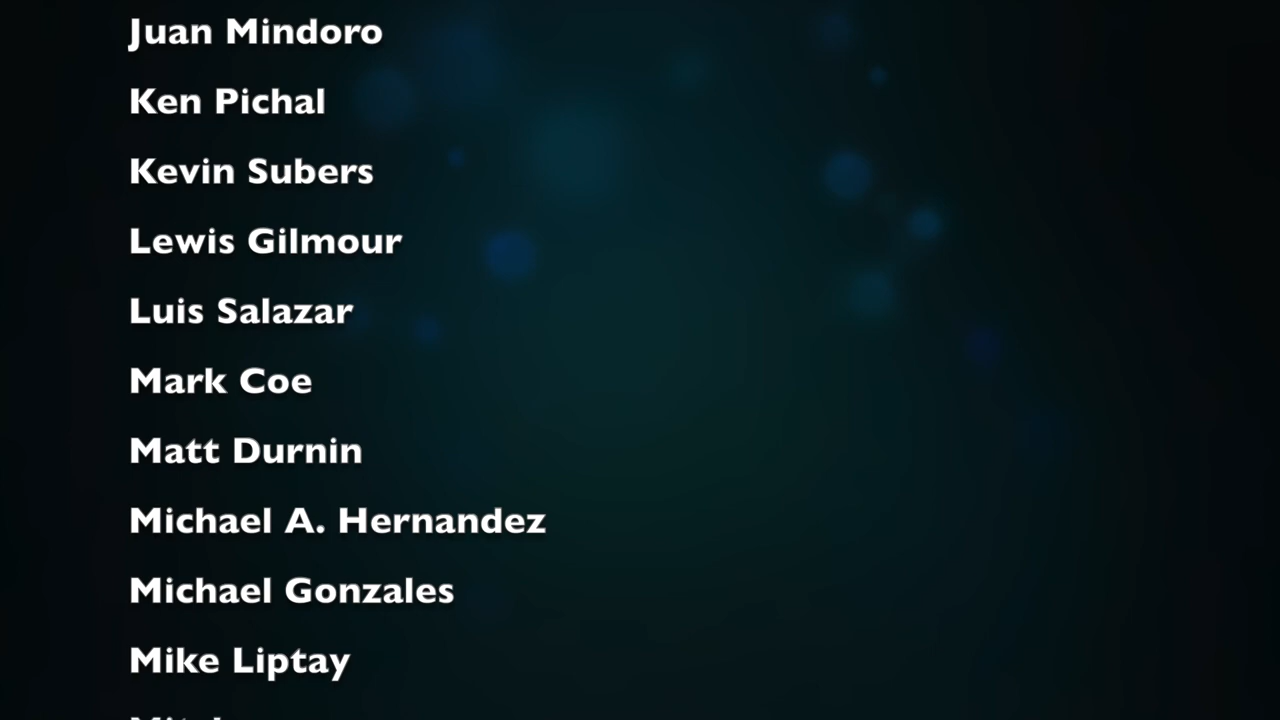 Juan Mindoro
Ken Pichal
Kevin Subers
Lewis Gilmour
Luis Salazar
Mark Coe
Matt Durnin
Michael A. Hernandez
Michael Gonzales
Mike Liptay